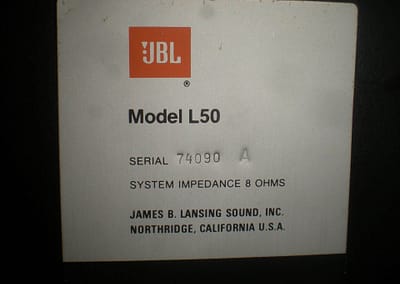 JBL
®
Model L50
SERIAL 74090 A
SYSTEM IMPEDANCE 8 OHMS
JAMES B. LANSING SOUND, INC.
NORTHRIDGE, CALIFORNIA U.S.A.